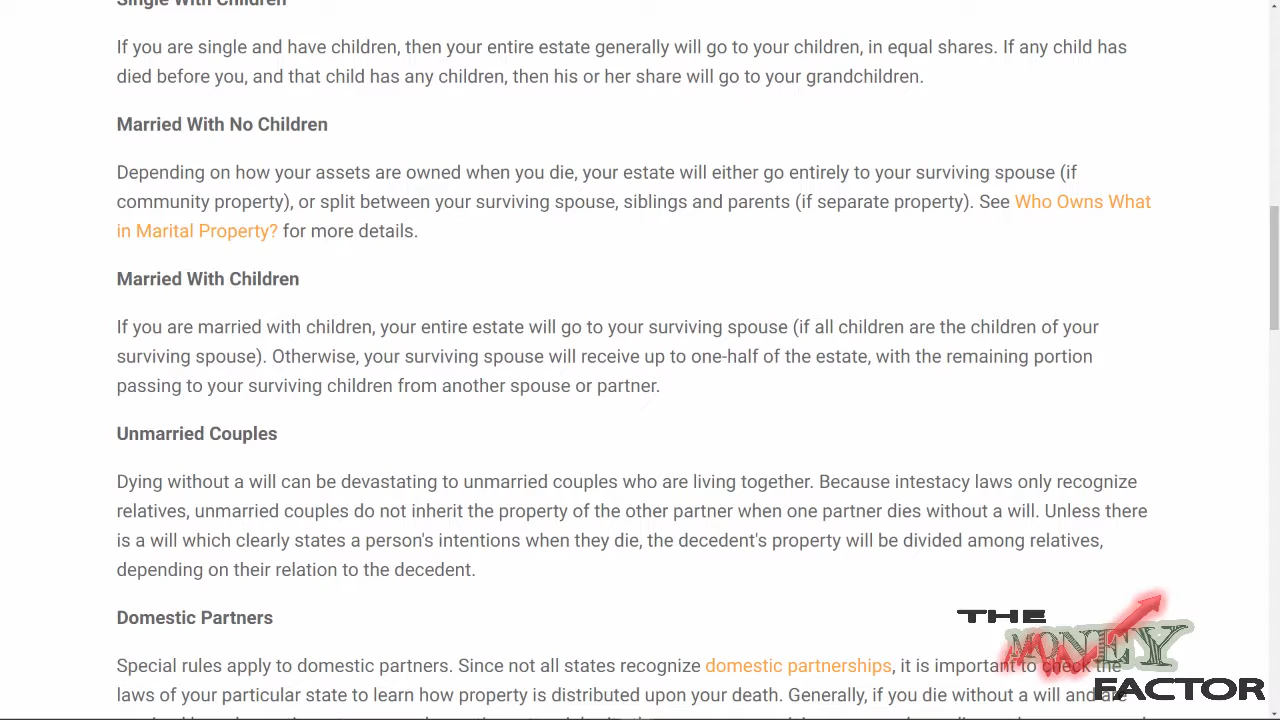 Single With Children
If you are single and have children, then your entire estate generally will go to your children, in equal shares. If any child has
died before you, and that child has any children, then his or her share will go to your grandchildren.
Married With No Children
Depending on how your assets are owned when you die, your estate will either go entirely to your surviving spouse (if
community property), or split between your surviving spouse, siblings and parents (if separate property). See Who Owns What
in Marital Property? for more details.
Married With Children
If you are married with children, your entire estate will go to your surviving spouse (if all children are the children of your
surviving spouse). Otherwise, your surviving spouse will receive up to one-half of the estate, with the remaining portion
passing to your surviving children from another spouse or partner.
Unmarried Couples
Dying without a will can be devastating to unmarried couples who are living together. Because intestacy laws only recognize
relatives, unmarried couples do not inherit the property of the other partner when one partner dies without a will. Unless there
is a will which clearly states a person's intentions when they die, the decedent's property will be divided among relatives,
depending on their relation to the decedent.
Domestic Partners
Special rules apply to domestic partners. Since not all states recognize domestic partnerships, it is important to check the
laws of your particular state to learn how property is distributed upon your death. Generally, if you die without a will and are
THE
MONEY
FACTOR